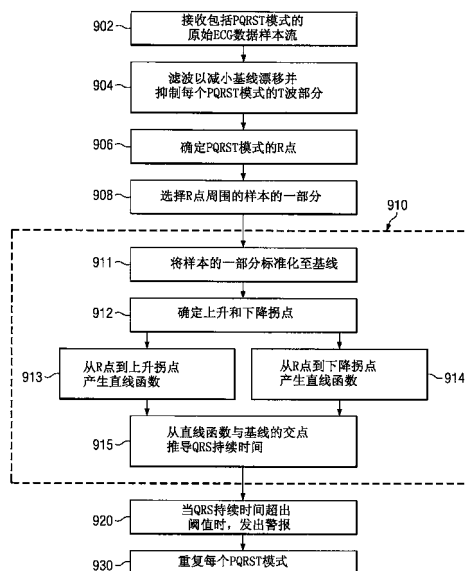 902
接收包括PQRST模式的
原始ECG数据样本流
904
滤波以减小基线漂移并
抑制每个PQRST模式的T波部分
906
确定PQRST模式的R点
908
选择R点周围的样本的一部分
910
911
将样本的一部分标准化至基线
912
确定上升和下降拐点
913
从R点到上升拐点
产生直线函数
从R点到下降拐点
产生直线函数
914
915
从直线函数与基线的交点
推导QRS持续时间
920
当QRS持续时间超出
阈值时，发出警报
930
重复每个PQRST模式